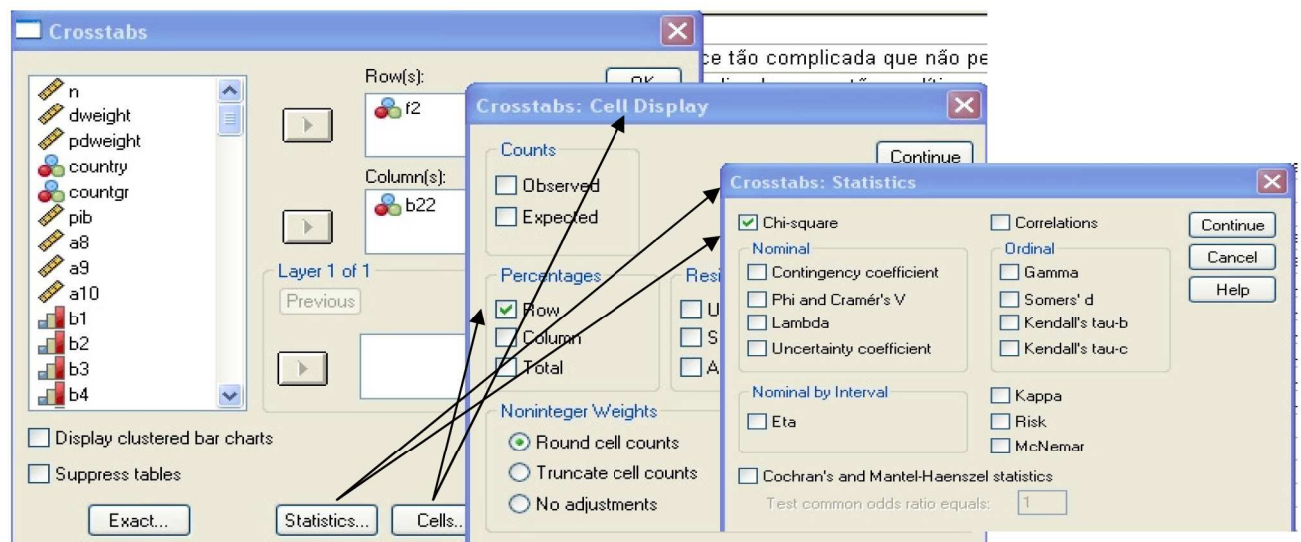 Crosstabs
n
dweight
pdweight
country
countgr
pib
a8
a9
a10
b1
b2
b3
b4
Row(s):
f2
Column(s):
b22
Layer 1 of 1
Previous
Display clustered bar charts
Suppress tables
Exact...
Statistics...
Cells..
OK
ce tão complicada que não pe
Crosstabs: Cell Display
Counts
Observed
Expected
Continue
Percentages
Row
Column
Total
Resi
U
S
A
Noninteger Weights
Round cell counts
Truncate cell counts
No adjustments
Crosstabs: Statistics
Chi-square
Correlations
Continue
Cancel
Help
Nominal
Contingency coefficient
Phi and Cramér's V
Lambda
Uncertainty coefficient
Ordinal
Gamma
Somers' d
Kendall's tau-b
Kendall's tau-c
Nominal by Interval
Eta
Kappa
Risk
McNemar
Cochran's and Mantel-Haenszel statistics
Test common odds ratio equals:
1